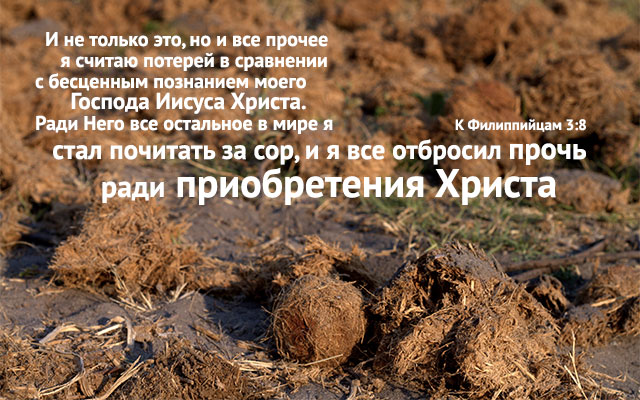 И не только это, но и все прочее
я считаю потерей в сравнении
с бесценным познанием моего
Господа Иисуса Христа.
Ради Него все остальное в мире я
стал почитать за сор, и я все отбросил прочь
ради приобретения Христа
К Филиппийцам 3:8